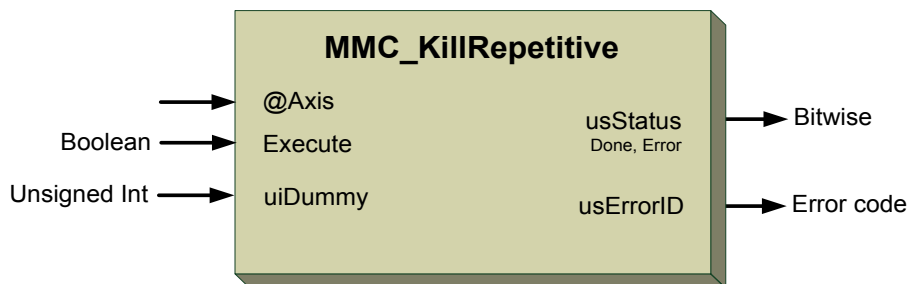 MMC_KillRepetitive
@Axis
Boolean
Execute
Unsigned Int
uiDummy
usStatus
Done, Error
Bitwise
usErrorID
Error code